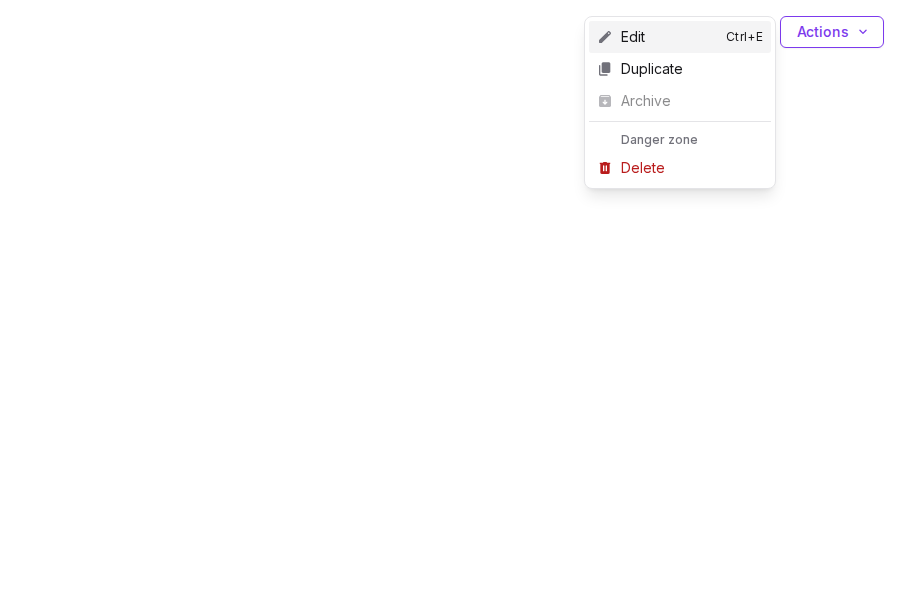 Edit Ctrl+E
Duplicate
Archive
Danger zone
Delete
Actions